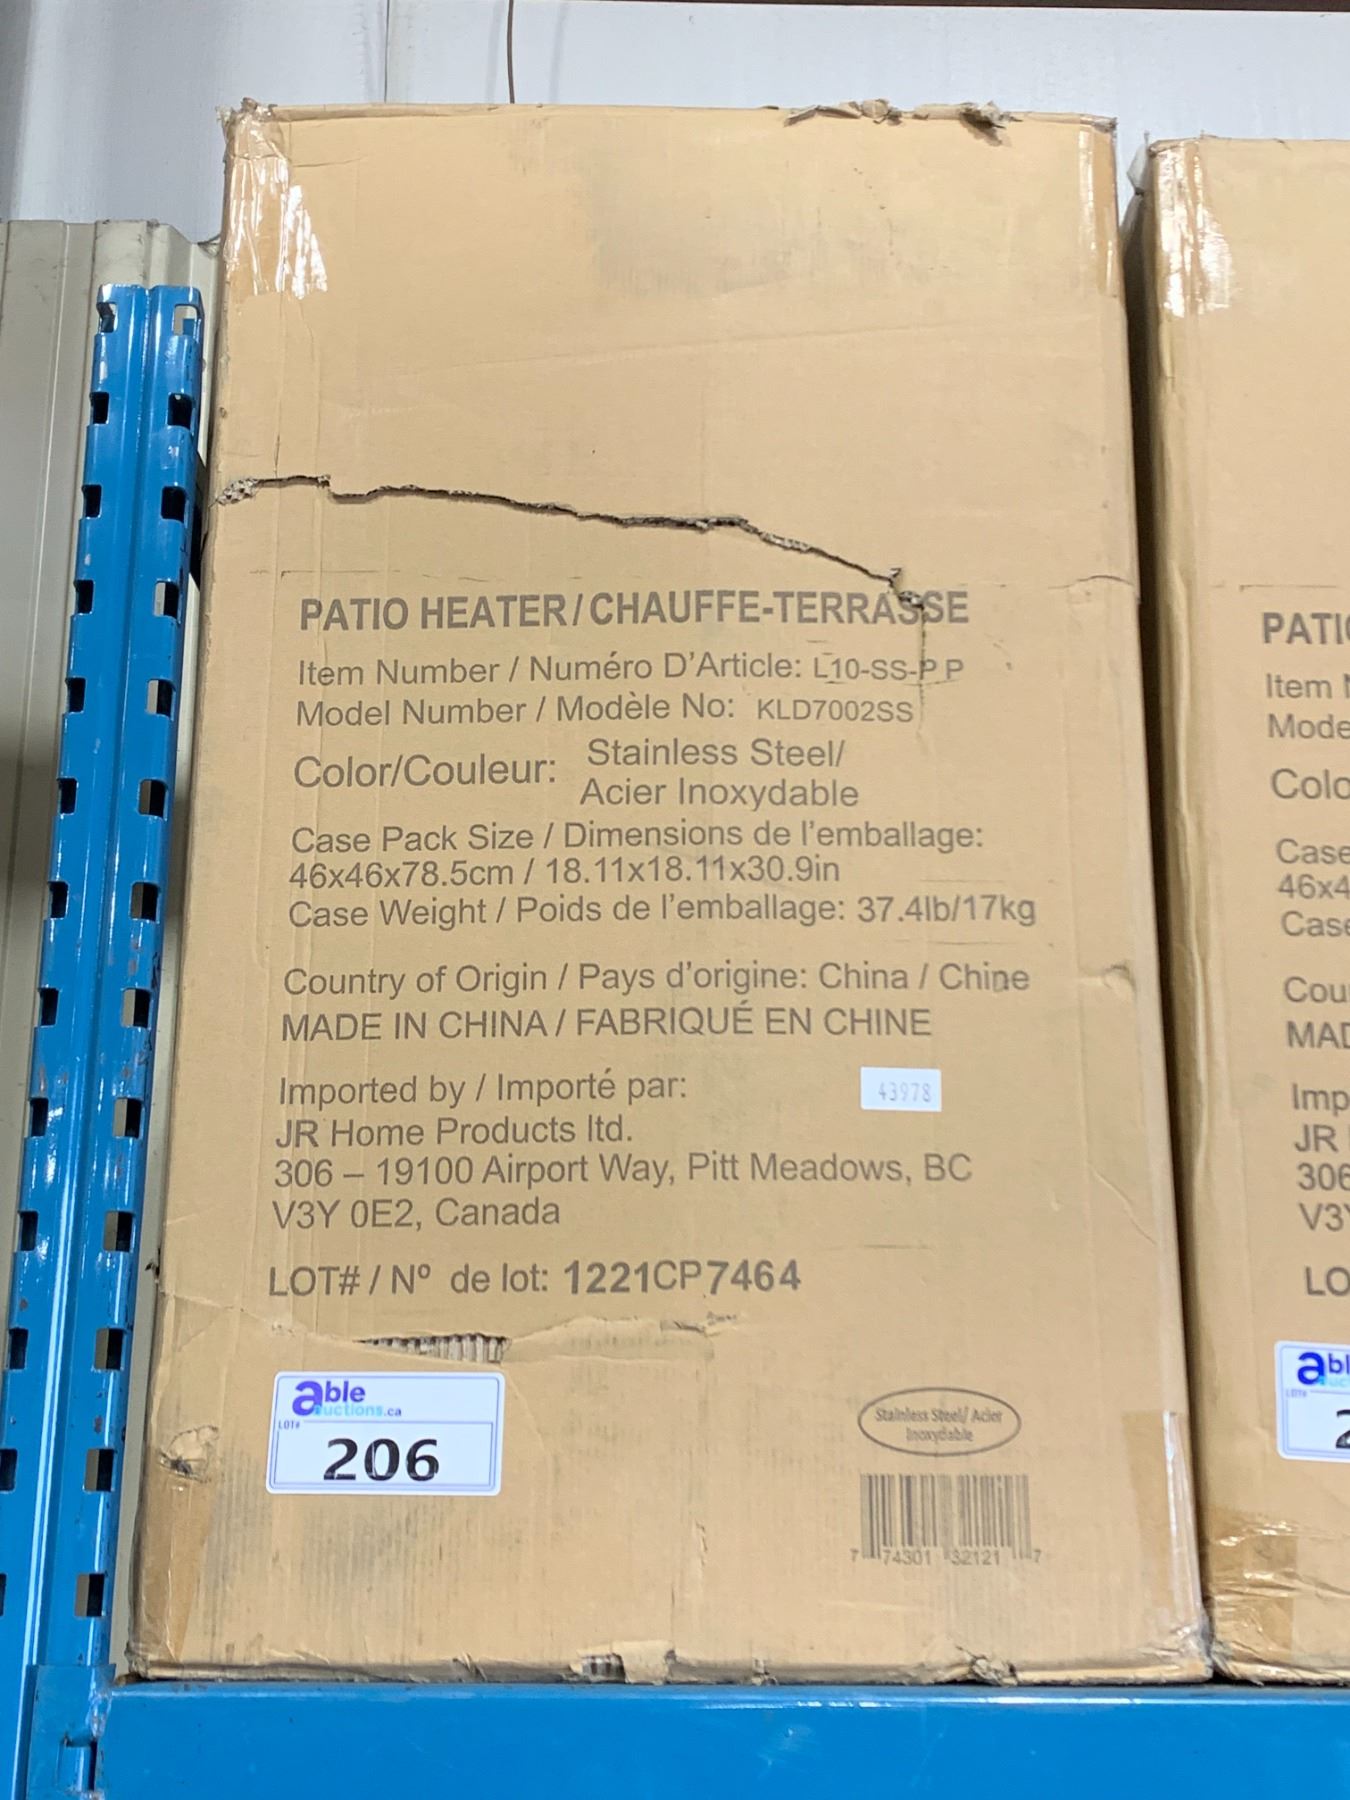 PATIO HEATER/CHAUFFE-TERRASSE
Item Number / Numéro D'Article: L10-SS-P P
Model Number / Modèle No: KLD7002SS
Color/Couleur: Stainless Steel/
Acier Inoxydable
Case Pack Size / Dimensions de l'emballage:
46x46x78.5cm / 18.11x18.11x30.9in
Case Weight / Poids de l'emballage: 37.4lb/17kg
Country of Origin / Pays d'origine: China / Chine
MADE IN CHINA / FABRIQUÉ EN CHINE
Imported by / Importé par:
43978
JR Home Products ltd.
306 – 19100 Airport Way, Pitt Meadows, BC
V3Y 0E2, Canada
LOT# / Nº de lot: 1221CP7464
able
auctions.ca
LOT#
206
Stainless Steel/ Acier
Inoxydable
7 74301 32121 7
PATI
Item
Mode
Colo
Case
46x4
Case
Cou
MAD
Imp
JR
306
V3Y
LO
abl
auct
LOT#
2